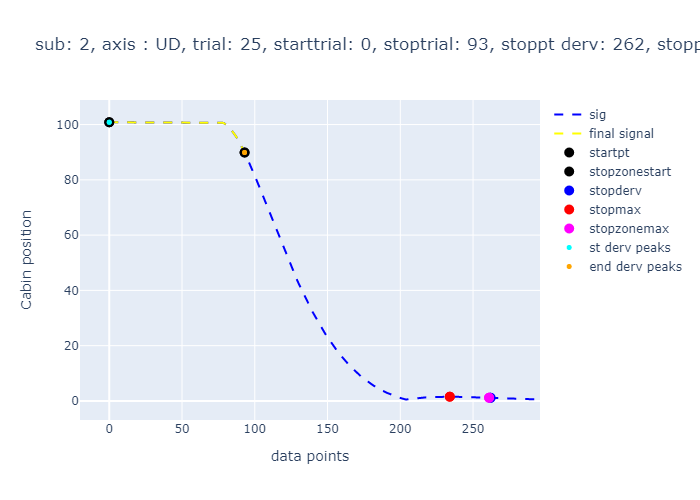 sub: 2, axis : UD, trial: 25, starttrial: 0, stoptrial: 93, stoppt derv: 262, stopp
sig
final signal
startpt
stopzonestart
stopderv
stopmax
stopzonemax
st derv peaks
end derv peaks
Cabin position
100
80
60
40
20
0
0 50 100 150 200 250
data points